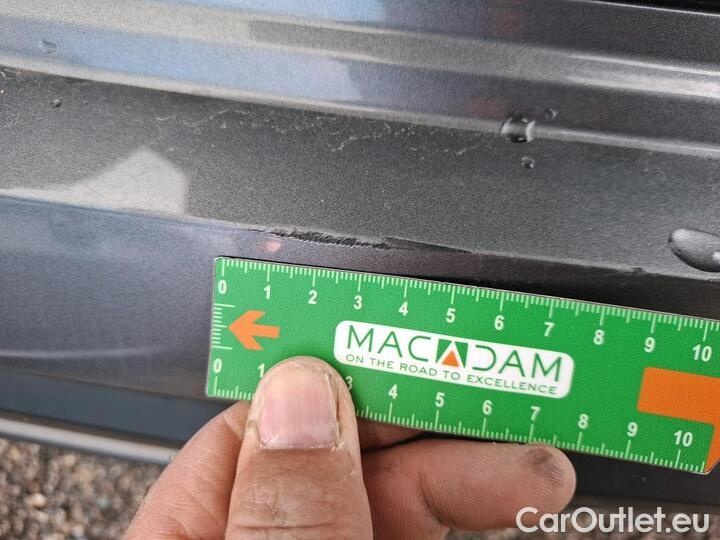 0 1 2 3 4 5 6 7 8 9 10
MACADAM
ON THE ROAD TO EXCELLENCE
0 1 3 4 5 6 7 8 9 10
CarOutlet.eu